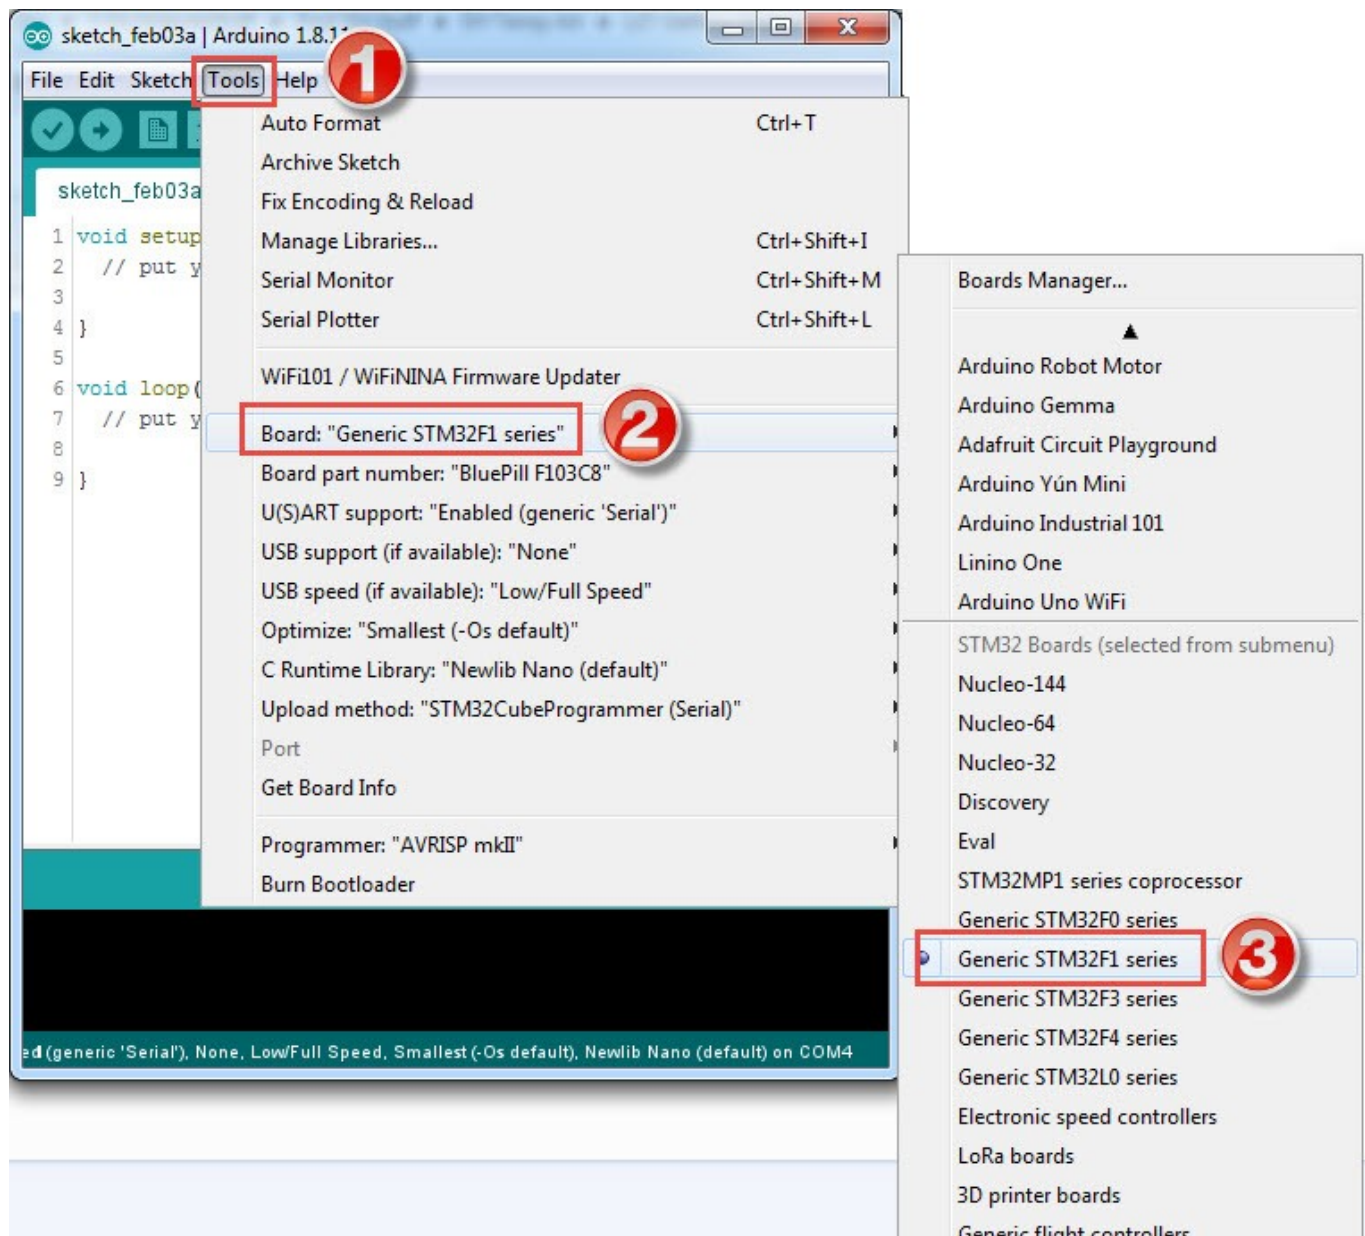 sketch_feb03a | Arduino 1.8.1
File Edit Sketch Tools Help
1
Auto Format Ctrl+T
Archive Sketch
Fix Encoding & Reload
Manage Libraries... Ctrl+Shift+I
Serial Monitor Ctrl+Shift+M
Serial Plotter Ctrl+Shift+L
WiFi101 / WiFiNINA Firmware Updater
Board: "Generic STM32F1 series"
2
Board part number: "BluePill F103C8"
U(S)ART support: "Enabled (generic 'Serial')"
USB support (if available): "None"
USB speed (if available): "Low/Full Speed"
Optimize: "Smallest (-Os default)"
C Runtime Library: "Newlib Nano (default)"
Upload method: "STM32CubeProgrammer (Serial)"
Port
Get Board Info
Programmer: "AVRISP mkII"
Burn Bootloader
sketch_feb03a
1 void setup
2 // put y
3
4 }
5
6 void loop(
7 // put y
8
9 }
ed (generic 'Serial'), None, Low/Full Speed, Smallest (-Os default), Newlib Nano (default) on COM4
Boards Manager...
Arduino Robot Motor
Arduino Gemma
Adafruit Circuit Playground
Arduino Yún Mini
Arduino Industrial 101
Linino One
Arduino Uno WiFi
STM32 Boards (selected from submenu)
Nucleo-144
Nucleo-64
Nucleo-32
Discovery
Eval
STM32MP1 series coprocessor
Generic STM32F0 series
Generic STM32F1 series
3
Generic STM32F3 series
Generic STM32F4 series
Generic STM32L0 series
Electronic speed controllers
LoRa boards
3D printer boards
Generic flight controllers